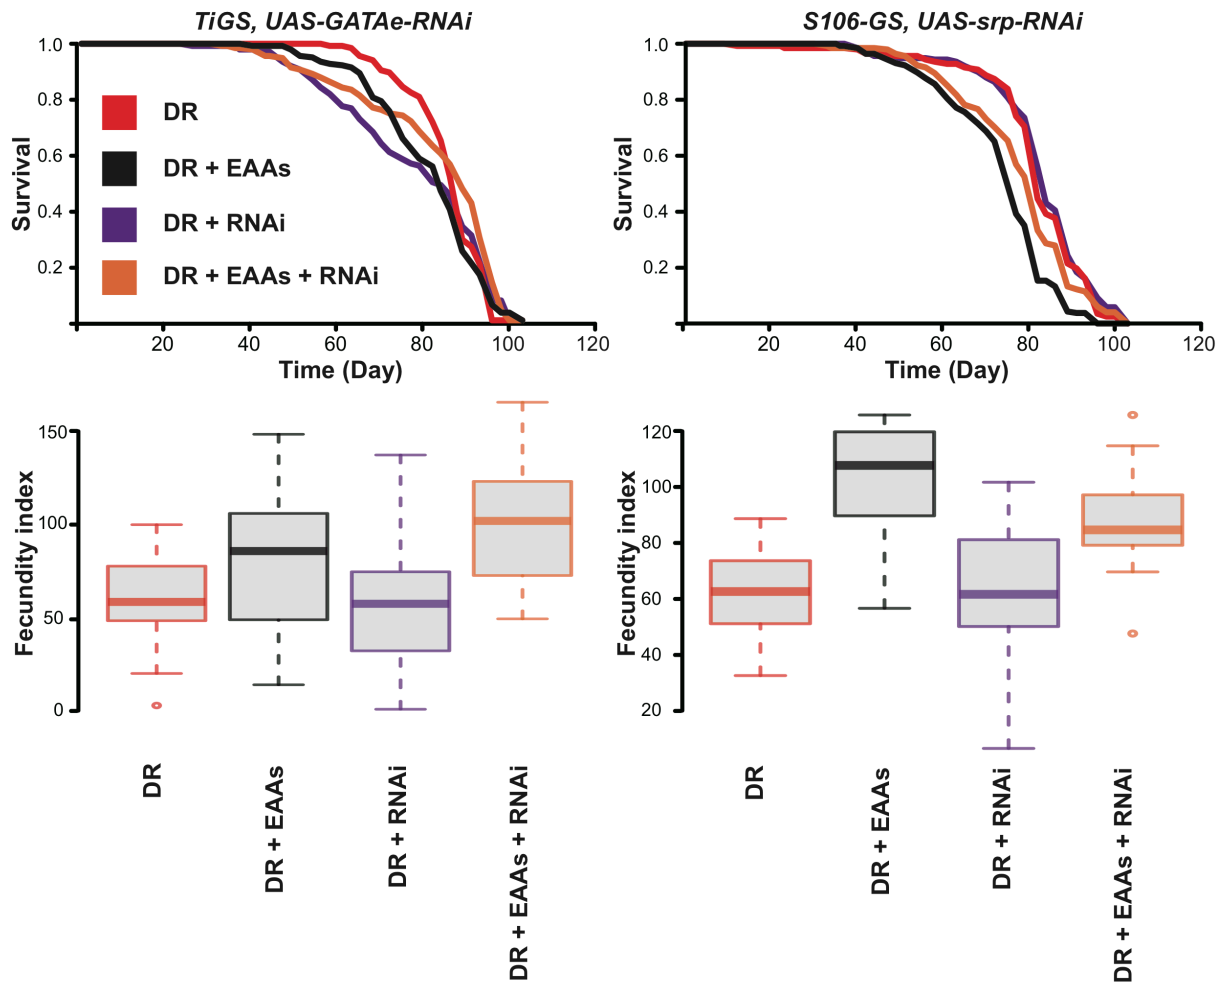 TiGS, UAS-GATAe-RNAi
1.0
0.8
0.6
0.4
0.2
Survival
DR
DR + EAAs
DR + RNAi
DR + EAAs + RNAi
20
40
60
80
100
120
Time (Day)
S106-GS, UAS-srp-RNAi
1.0
0.8
0.6
0.4
0.2
Survival
20
40
60
80
100
120
Time (Day)
150
100
50
0
Fecundity index
DR
DR + EAAs
DR + RNAi
DR + EAAs + RNAi
120
100
80
60
40
20
Fecundity index
DR
DR + EAAs
DR + RNAi
DR + EAAs + RNAi